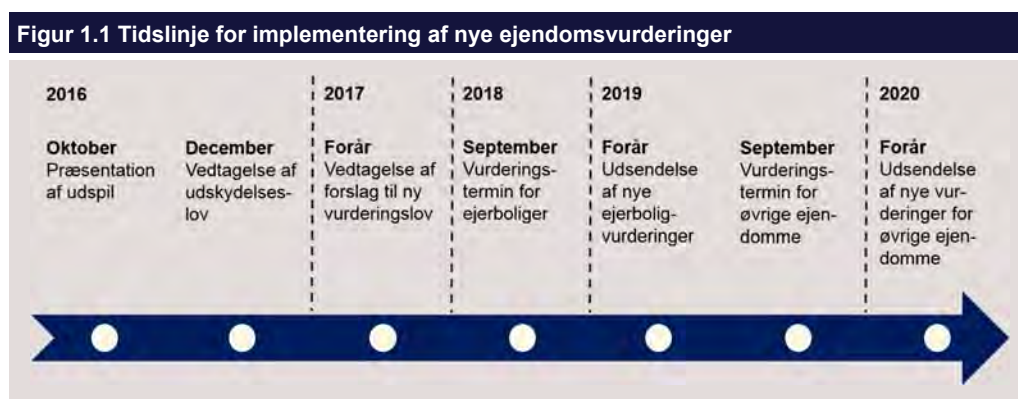 Figur 1.1 Tidslinje for implementering af nye ejendomsvurderinger
2016
Oktober
Præsentation
af udspil
December
Vedtagelse af
udskydelses-
lov
2017
Forår
Vedtagelse af
forslag til ny
vurderingslov
2018
September
Vurderings-
termin for
ejerboliger
2019
Forår
Udsendelse
af nye
ejerbolig-
vurderinger
September
Vurderings-
termin for
øvrige ejen-
domme
2020
Forår
Udsendelse
af nye vur-
deringer for
øvrige ejen-
domme